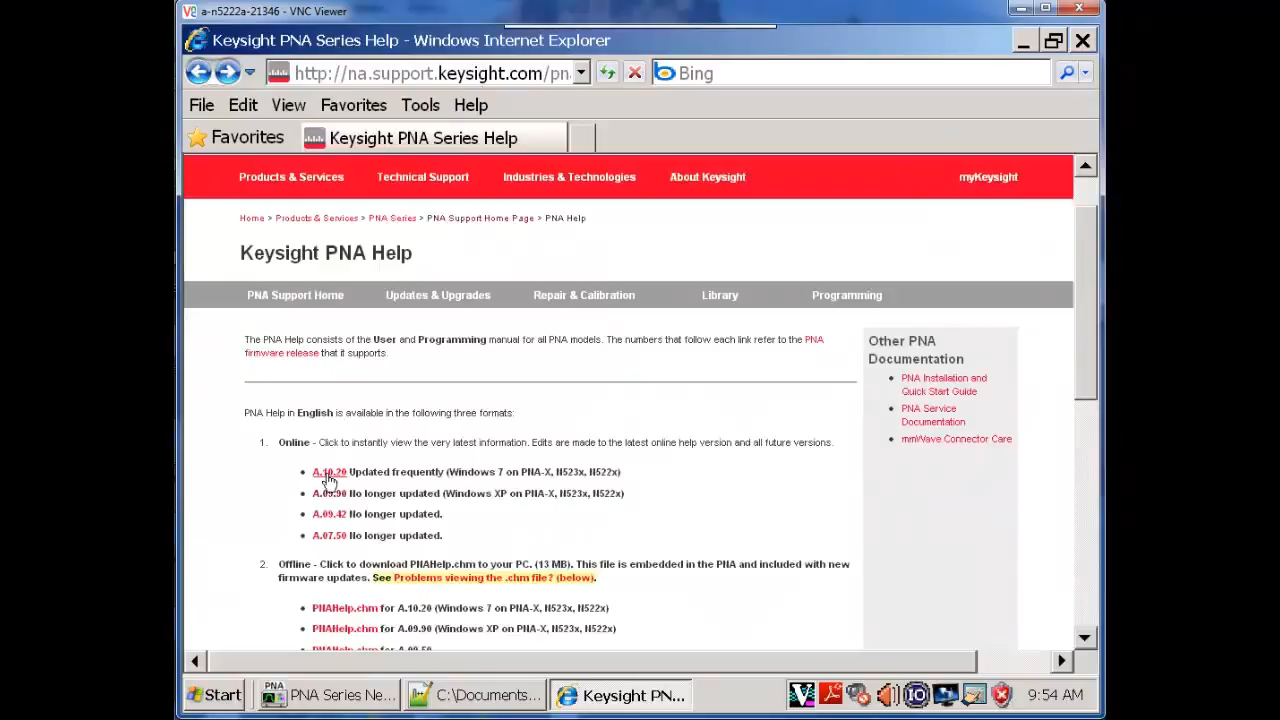 a-n5222a-21346 - VNC Viewer
Keysight PNA Series Help - Windows Internet Explorer
http://na.support.keysight.com/pn
Bing
File Edit View Favorites Tools Help
Favorites
Keysight PNA Series Help
Products & Services Technical Support Industries & Technologies About Keysight myKeysight
Home > Products & Services > PNA Series > PNA Support Home Page > PNA Help
Keysight PNA Help
PNA Support Home Updates & Upgrades Repair & Calibration Library Programming
The PNA Help consists of the User and Programming manual for all PNA models. The numbers that follow each link refer to the PNA
firmware release that it supports.
Other PNA
Documentation
PNA Installation and
Quick Start Guide
PNA Service
Documentation
mmWave Connector Care
PNA Help in English is available in the following three formats:
1. Online - Click to instantly view the very latest information. Edits are made to the latest online help version and all future versions.
A.10.20 Updated frequently (Windows 7 on PNA-X, N523x, N522x)
A.09.90 No longer updated (Windows XP on PNA-X, N523x, N522x)
A.09.42 No longer updated.
A.07.50 No longer updated.
2. Offline - Click to download PNAHelp.chm to your PC. (13 MB). This file is embedded in the PNA and included with new
firmware updates. See Problems viewing the .chm file? (below).
PNAHelp.chm for A.10.20 (Windows 7 on PNA-X, N523x, N522x)
PNAHelp.chm for A.09.90 (Windows XP on PNA-X, N523x, N522x)
Start
PNA
PNA Series Ne...
C:\Documents...
Keysight PN...
9:54 AM